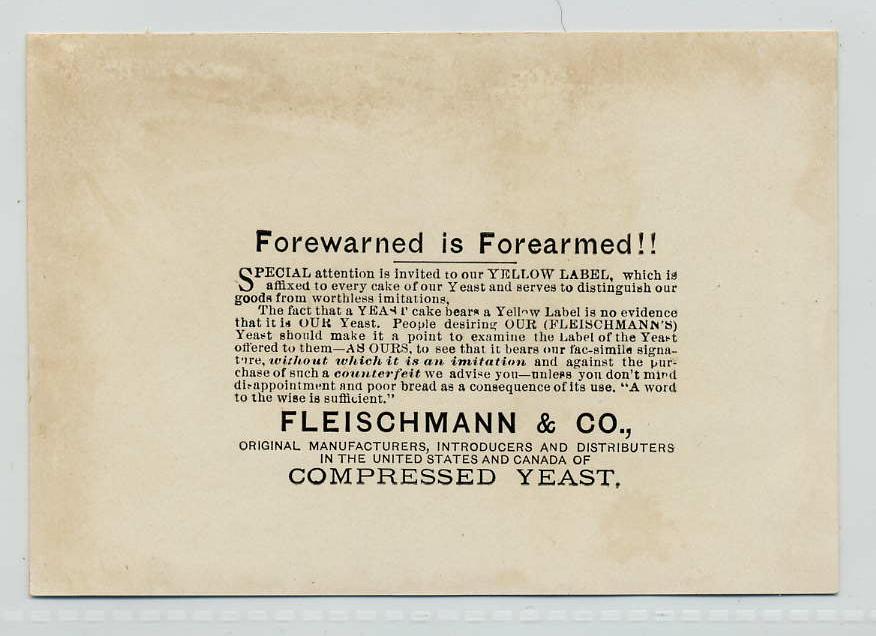 Forewarned is Forearmed!!
SPECIAL attention is invited to our YELLOW LABEL, which is
affixed to every cake of our Yeast and serves to distinguish our
goods from worthless imitations,
The fact that a YEAST cake bears a Yellow Label is no evidence
that it is OUR Yeast. People desiring OUR (FLEISCHMANN'S)
Yeast should make it a point to examine the Label of the Yeast
offered to them—AS OURS, to see that it bears our fac-simile signa-
ture, without which it is an imitation and against the pur-
chase of such a counterfeit we advise you—unless you don't mind
disappointment and poor bread as a consequence of its use. "A word
to the wise is sufficient."
FLEISCHMANN & CO.,
ORIGINAL MANUFACTURERS, INTRODUCERS AND DISTRIBUTERS
IN THE UNITED STATES AND CANADA OF
COMPRESSED YEAST.